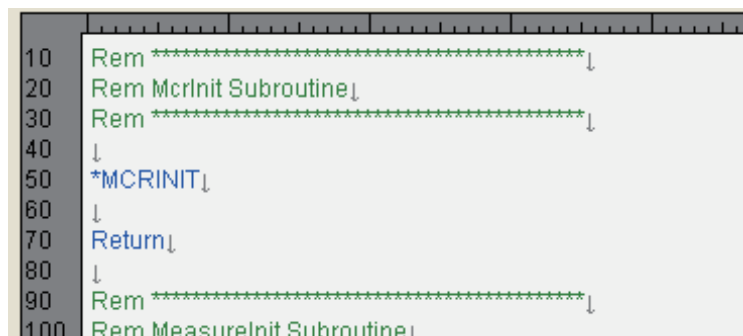 10 Rem *******************************************↓
20 Rem McrInit Subroutine↓
30 Rem *******************************************↓
40 ↓
50 *MCRINIT↓
60 ↓
70 Return↓
80 ↓
90 Rem *******************************************↓
100 Rem MeasureInit Subroutine↓